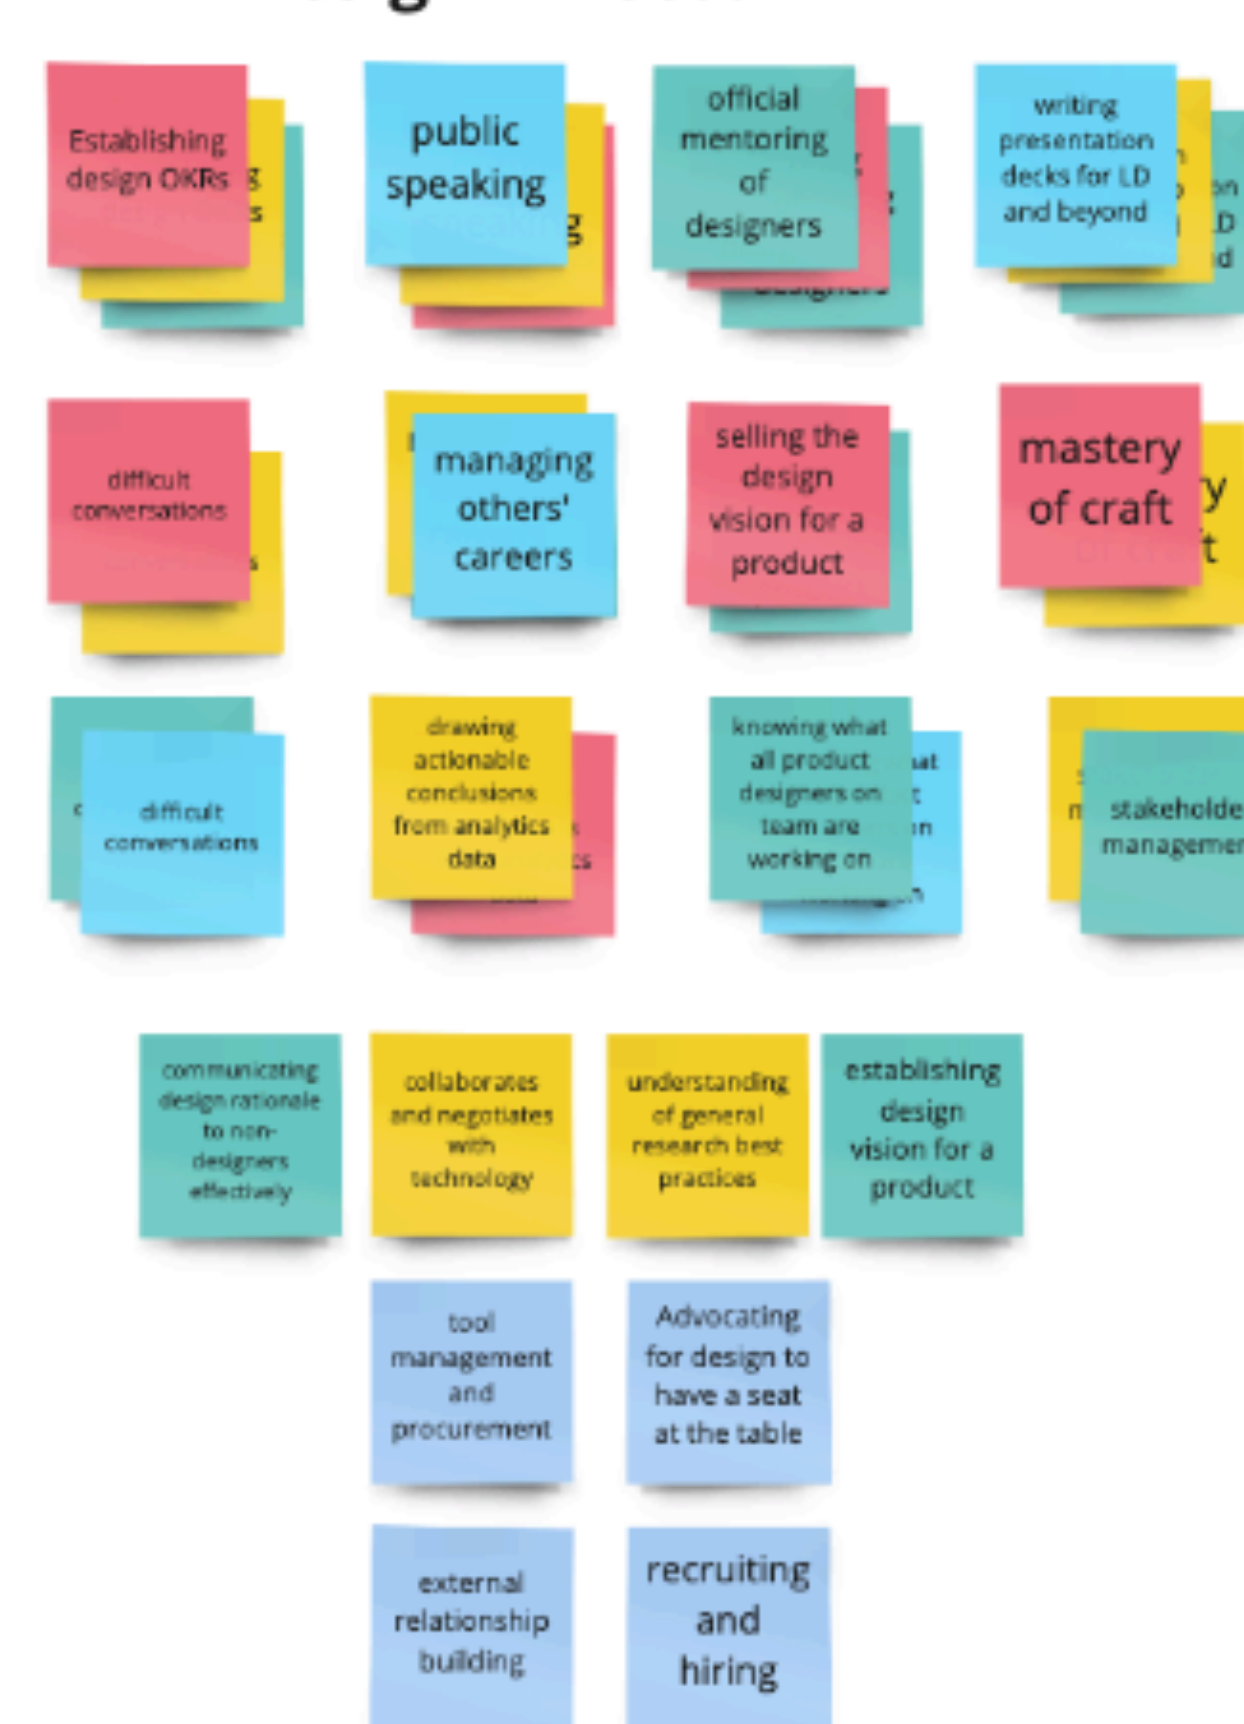 Establishing
design OKRs
public
speaking
official
mentoring
of
designers
writing
presentation
decks for LD
and beyond
difficult
conversations
managing
others'
careers
selling the
design
vision for a
product
mastery
of craft
difficult
conversations
drawing
actionable
conclusions
from analytics
data
knowing what
all product
designers on
team are
working on
stakeholde
managemen
communicating
design rationale
to non-
designers
effectively
collaborates
and negotiates
with
technology
understanding
of general
research best
practices
establishing
design
vision for a
product
tool
management
and
procurement
Advocating
for design to
have a seat
at the table
external
relationship
building
recruiting
and
hiring